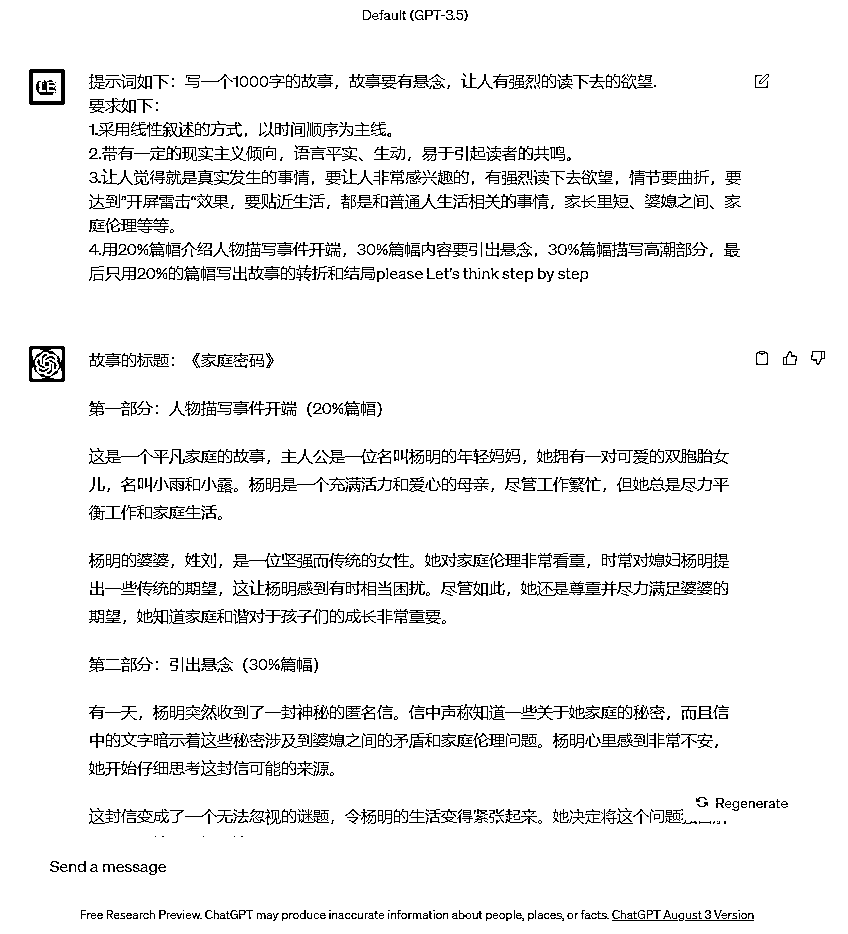 Default (GPT-3.5)
提示词如下：写一个1000字的故事，故事要有悬念，让人有强烈的读下去的欲望.
要求如下：
1.采用线性叙述的方式，以时间顺序为主线。
2.带有一定的现实主义倾向，语言平实、生动，易于引起读者的共鸣。
3.让人觉得就是真实发生的事情，要让人非常感兴趣的，有强烈读下去欲望，情节要曲折，要
达到"开屏雷击"效果，要贴近生活，都是和普通人生活相关的事情，家长里短、婆媳之间、家
庭伦理等等。
4.用20%篇幅介绍人物描写事件开端，30%篇幅内容要引出悬念，30%篇幅描写高潮部分，最
后只用20%的篇幅写出故事的转折和结局please Let's think step by step
故事的标题：《家庭密码》
第一部分：人物描写事件开端（20%篇幅）
这是一个平凡家庭的故事，主人公是一位名叫杨明的年轻妈妈，她拥有一对可爱的双胞胎女
儿，名叫小雨和小露。杨明是一个充满活力和爱心的母亲，尽管工作繁忙，但她总是尽力平
衡工作和家庭生活。
杨明的婆婆，姓刘，是一位坚强而传统的女性。她对家庭伦理非常看重，时常对媳妇杨明提
出一些传统的期望，这让杨明感到有时相当困扰。尽管如此，她还是尊重并尽力满足婆婆的
期望，她知道家庭和谐对于孩子们的成长非常重要。
第二部分：引出悬念（30%篇幅）
有一天，杨明突然收到了一封神秘的匿名信。信中声称知道一些关于她家庭的秘密，而且信
中的文字暗示着这些秘密涉及到婆媳之间的矛盾和家庭伦理问题。杨明心里感到非常不安，
她开始仔细思考这封信可能的来源。
这封信变成了一个无法忽视的谜题，令杨明的生活变得紧张起来。她决定将这个问题
Regenerate
Send a message
Free Research Preview. ChatGPT may produce inaccurate information about people, places, or facts. ChatGPT August 3 Version